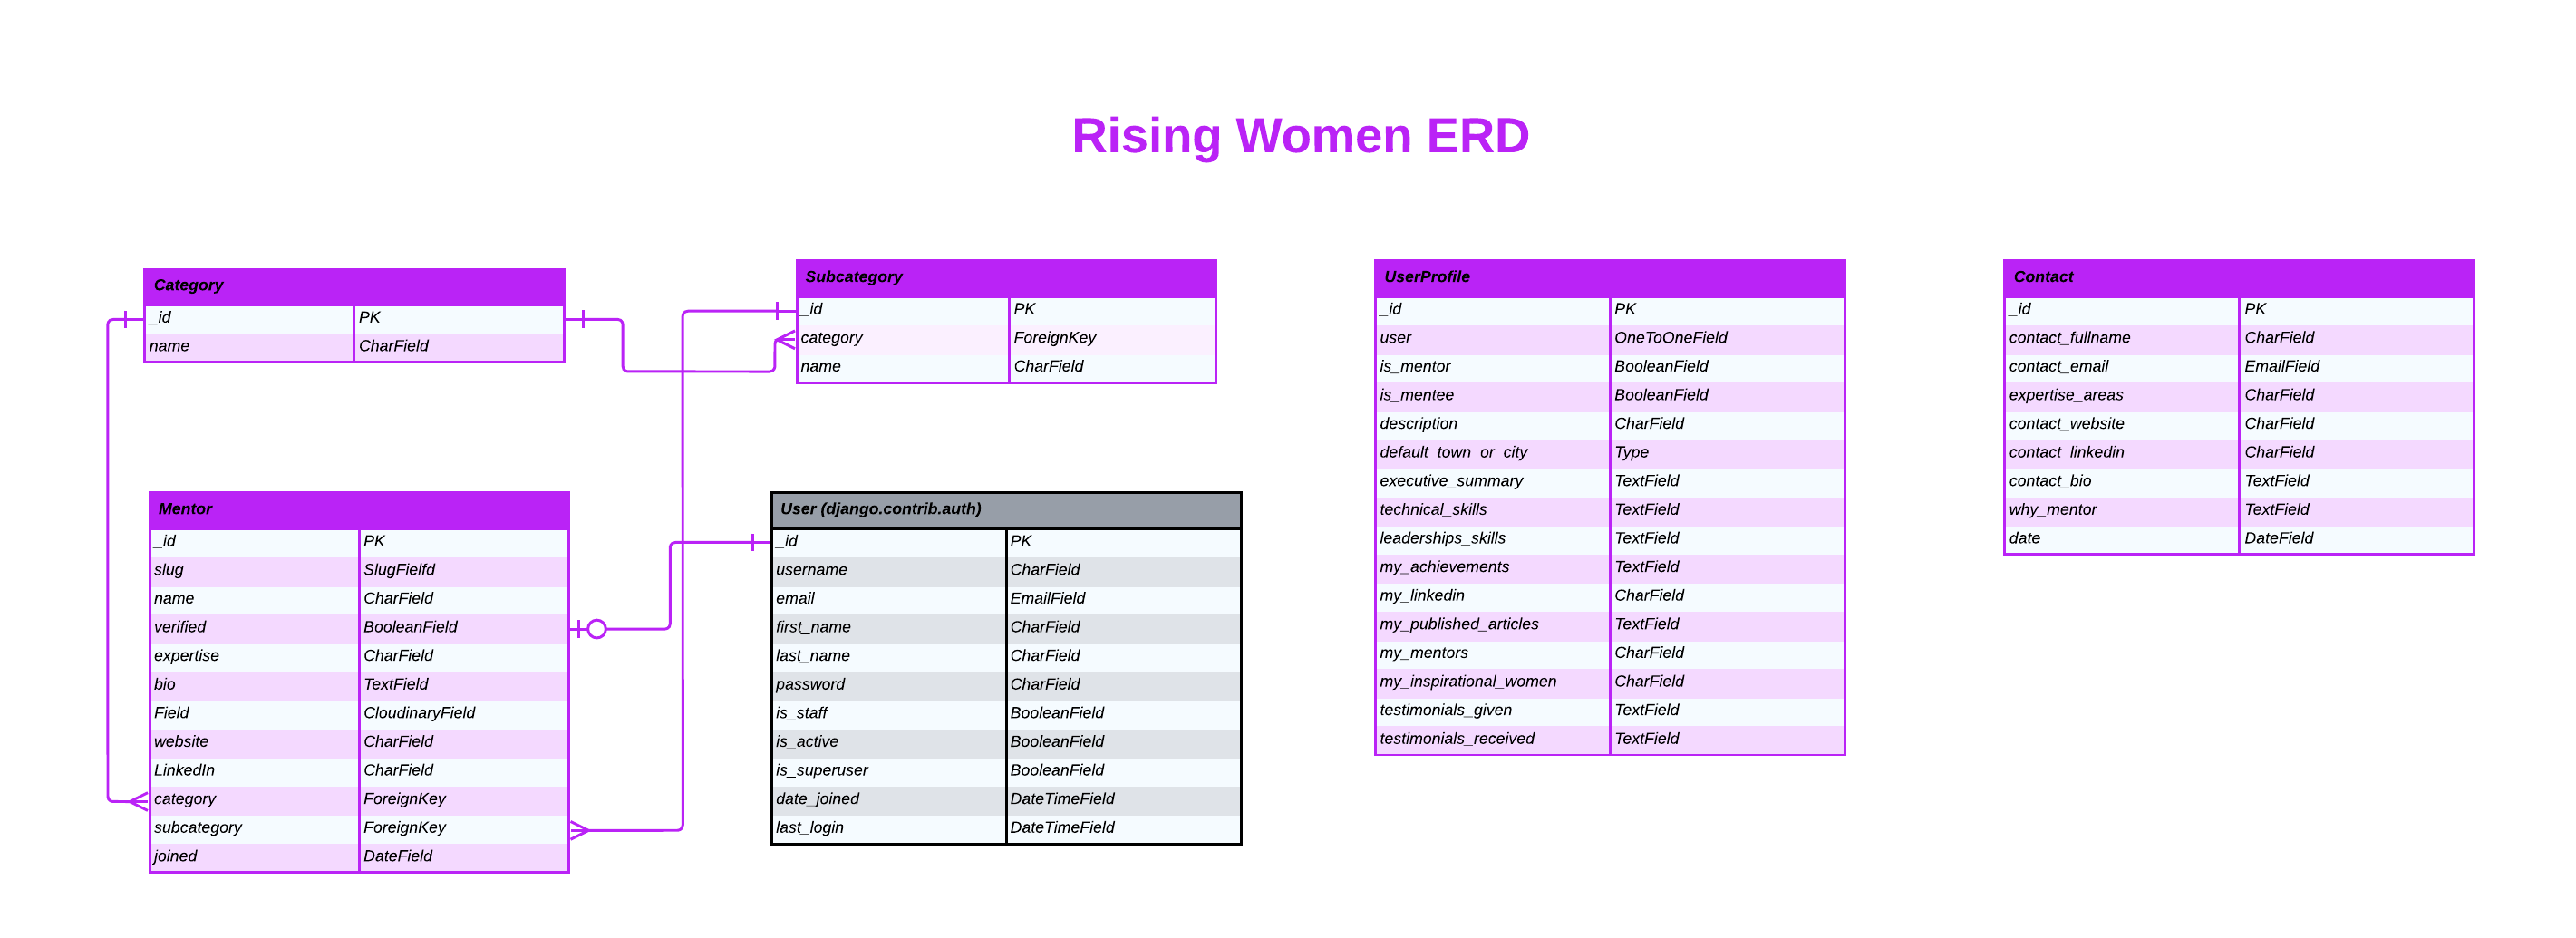 Rising Women ERD
Category
_id PK
name CharField
Subcategory
_id PK
category ForeignKey
name CharField
UserProfile
_id PK
user OneToOneField
is_mentor BooleanField
is_mentee BooleanField
description CharField
default_town_or_city Type
executive_summary TextField
technical_skills TextField
leaderships_skills TextField
my_achievements TextField
my_linkedin CharField
my_published_articles TextField
my_mentors CharField
my_inspirational_women CharField
testimonials_given TextField
testimonials_received TextField
Contact
_id PK
contact_fullname CharField
contact_email EmailField
expertise_areas CharField
contact_website CharField
contact_linkedin CharField
contact_bio TextField
why_mentor TextField
date DateField
Mentor
_id PK
slug SlugFielfd
name CharField
verified BooleanField
expertise CharField
bio TextField
Field CloudinaryField
website CharField
LinkedIn CharField
category ForeignKey
subcategory ForeignKey
joined DateField
User (django.contrib.auth)
_id PK
username CharField
email EmailField
first_name CharField
last_name CharField
password CharField
is_staff BooleanField
is_active BooleanField
is_superuser BooleanField
date_joined DateTimeField
last_login DateTimeField